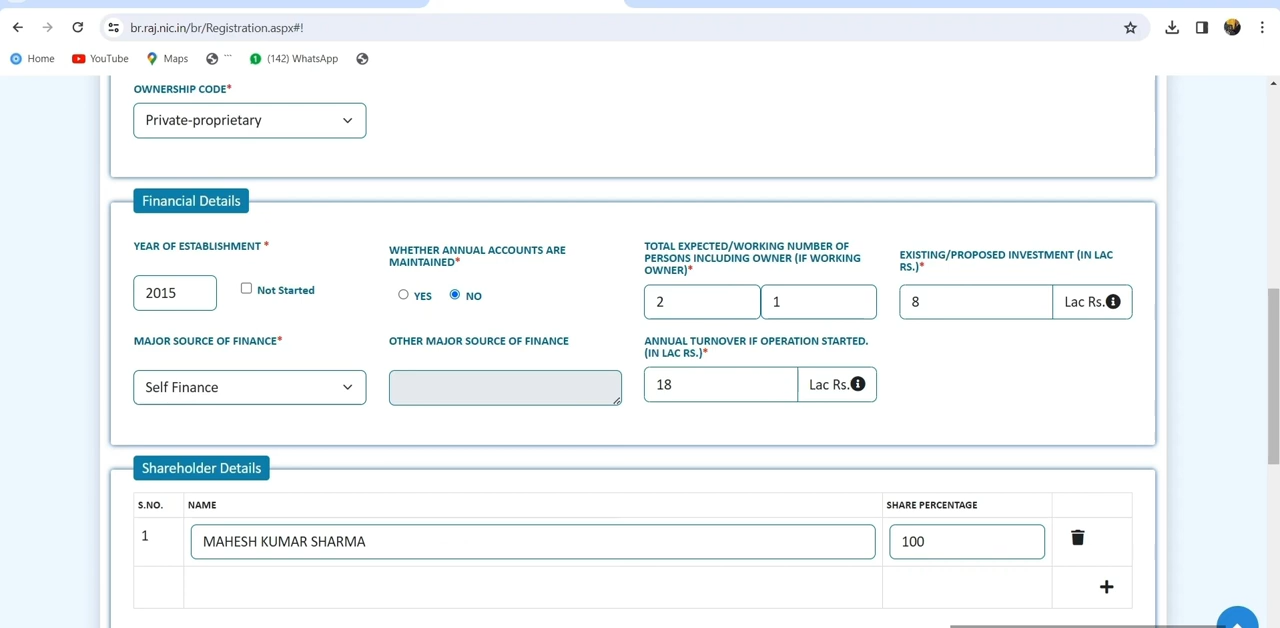 br.raj.nic.in/br/Registration.aspx#!
Home YouTube Maps ... (142) WhatsApp
OWNERSHIP CODE*
Private-proprietary
Financial Details
YEAR OF ESTABLISHMENT *
2015
Not Started
WHETHER ANNUAL ACCOUNTS ARE
MAINTAINED*
YES NO
TOTAL EXPECTED/WORKING NUMBER OF
PERSONS INCLUDING OWNER (IF WORKING
OWNER)*
2 1
EXISTING/PROPOSED INVESTMENT (IN LAC
RS.)*
8 Lac Rs.
MAJOR SOURCE OF FINANCE*
Self Finance
OTHER MAJOR SOURCE OF FINANCE
ANNUAL TURNOVER IF OPERATION STARTED.
(IN LAC RS.)*
18 Lac Rs.
Shareholder Details
S.NO. NAME SHARE PERCENTAGE
1 MAHESH KUMAR SHARMA 100